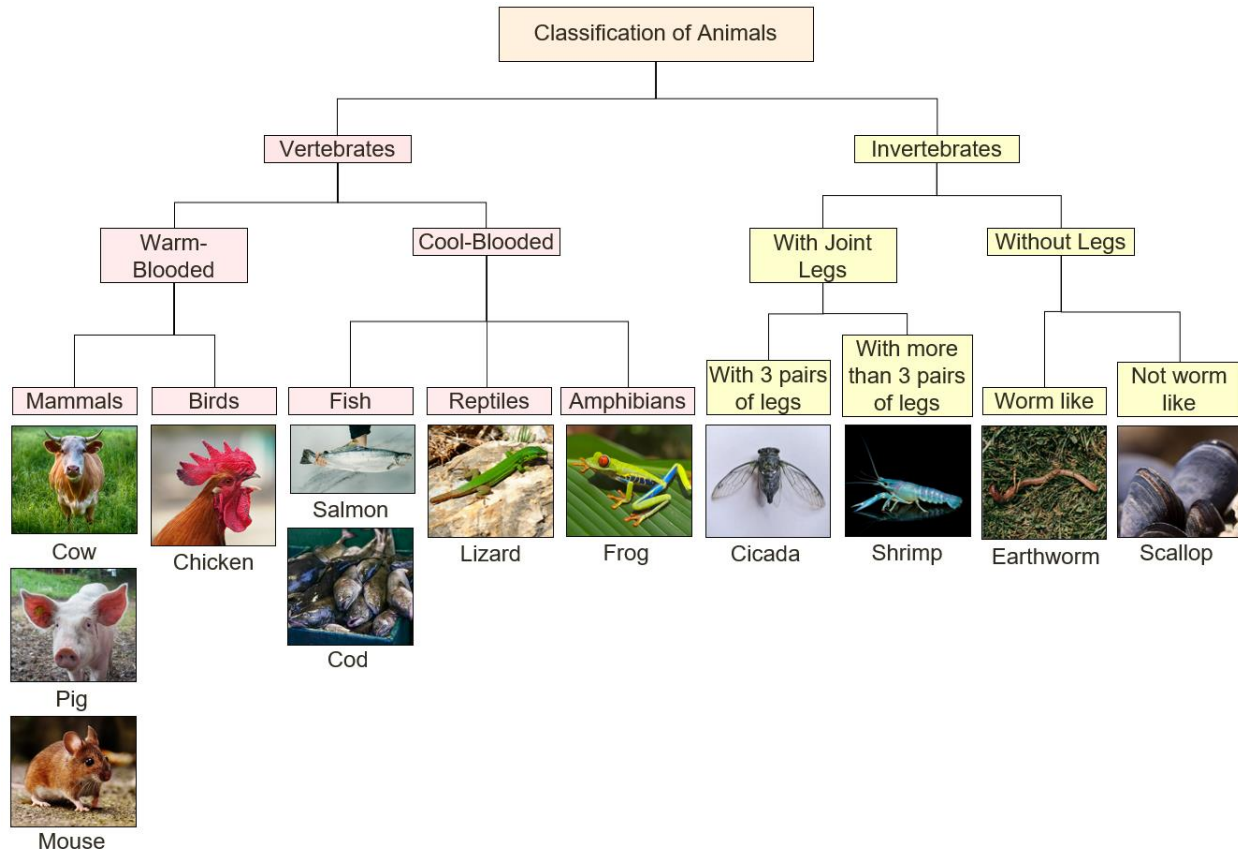 Classification of Animals
Vertebrates
Invertebrates
Warm-
Blooded
Cool-Blooded
With Joint
Legs
Without Legs
Mammals
Birds
Fish
Reptiles
Amphibians
With 3 pairs
of legs
With more
than 3 pairs
of legs
Worm like
Not worm
like
Cow
Chicken
Salmon
Lizard
Frog
Cicada
Shrimp
Earthworm
Scallop
Pig
Cod
Mouse